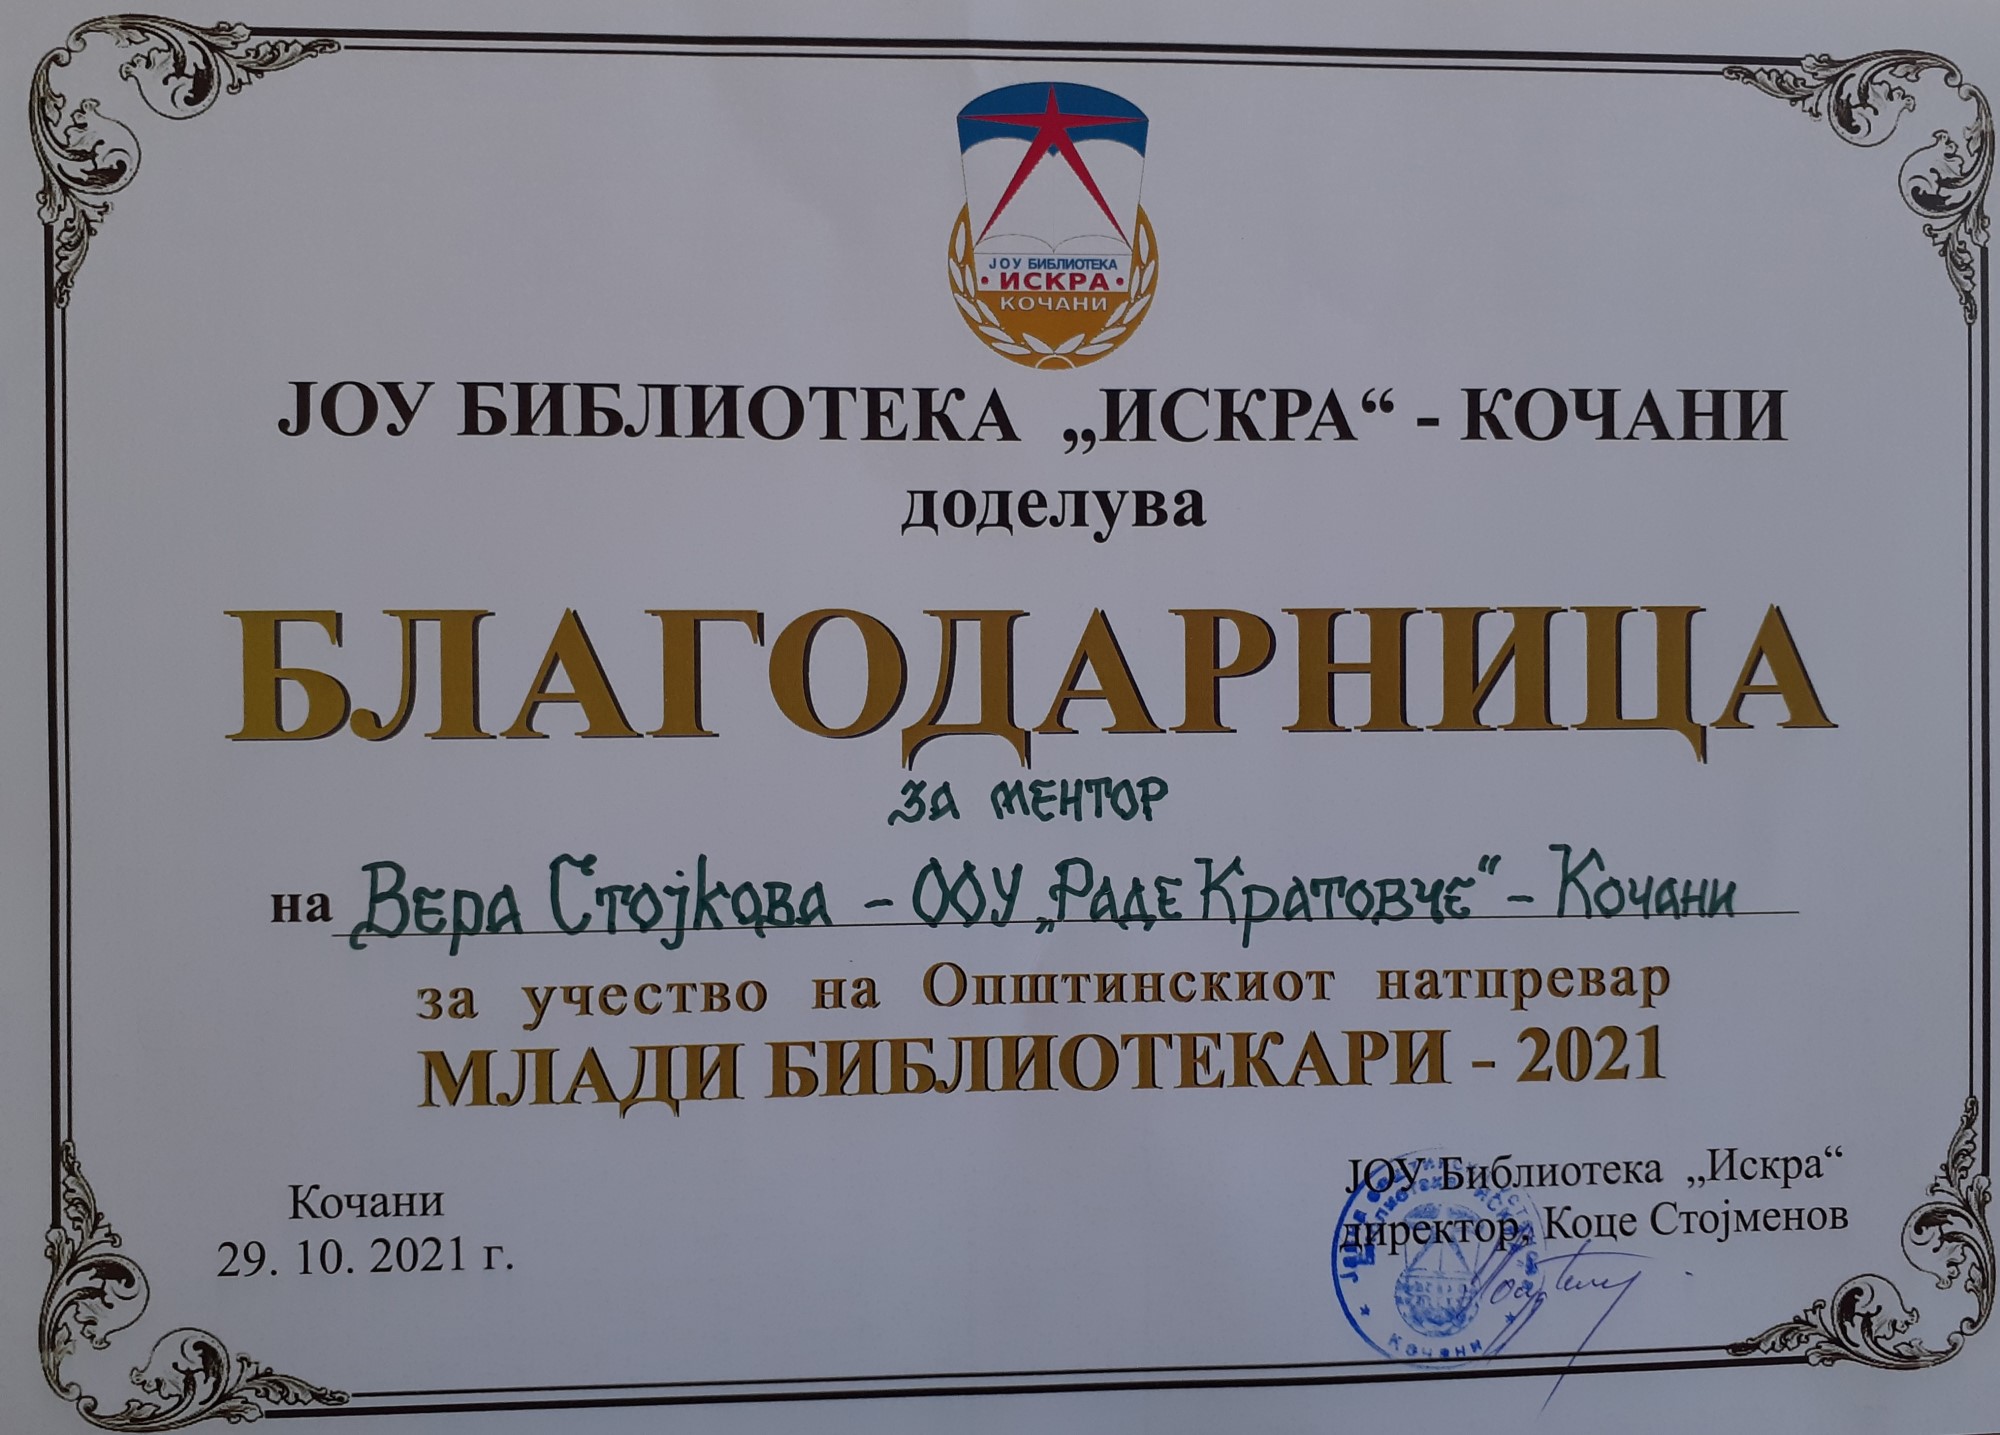 ЈОУ БИБЛИОТЕКА
ИСКРА
КОЧАНИ
ЈОУ БИБЛИОТЕКА „ИСКРА“ - КОЧАНИ
доделува
БЛАГОДАРНИЦА
за ментор
на Вера Стојкова - ООУ „Раде Кратовче“ - Кочани
за учество на Општинскиот натпревар
МЛАДИ БИБЛИОТЕКАРИ - 2021
Кочани
29. 10. 2021 г.
ЈОУ Библиотека „Искра“
директор, Коце Стојменов
Кочани